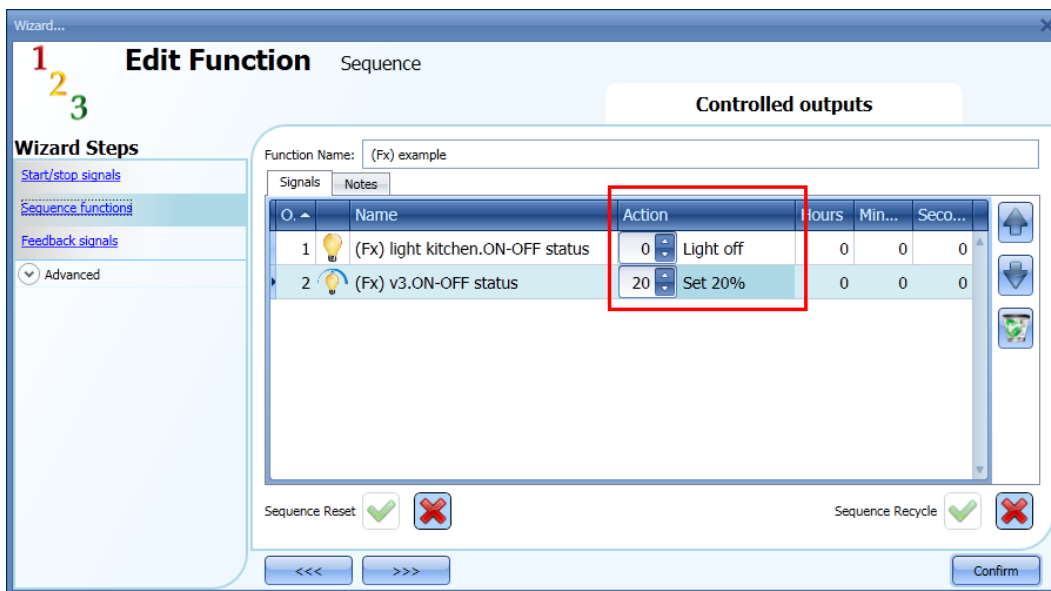 Wizard...
1 2 3
Edit Function Sequence
Controlled outputs
Wizard Steps
Start/stop signals
Sequence functions
Feedback signals
Advanced
Function Name: (Fx) example
Signals Notes
O. Name Action Hours Min... Seco...
1 (Fx) light kitchen.ON-OFF status 0 Light off 0 0 0
2 (Fx) v3.ON-OFF status 20 Set 20% 0 0 0
Sequence Reset Sequence Recycle
<<< >>> Confirm